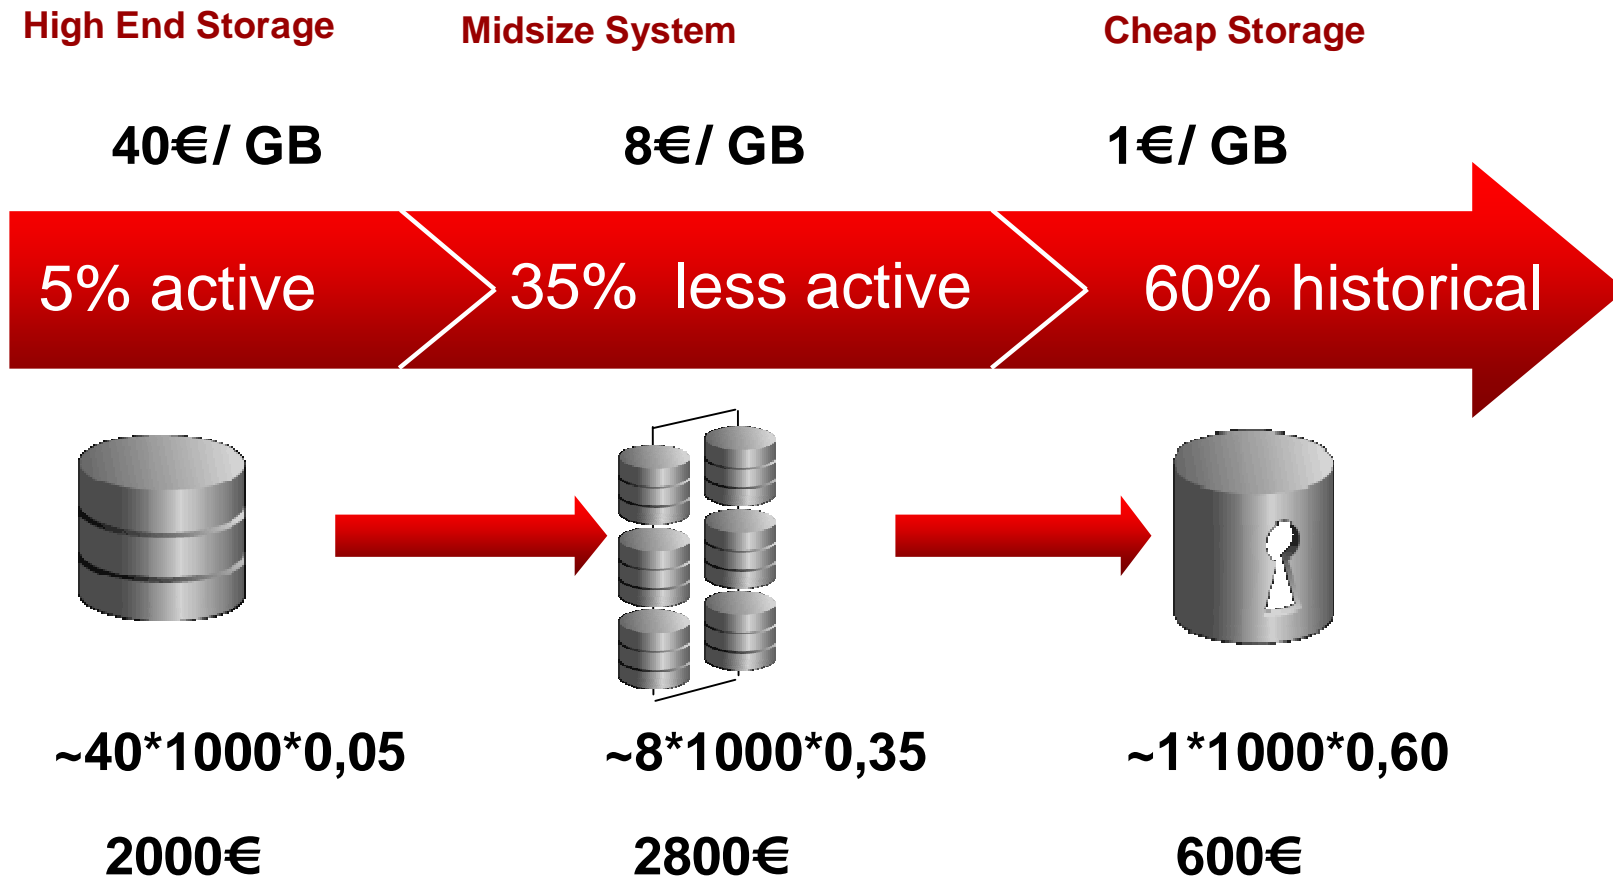 High End Storage
Midsize System
Cheap Storage
40€/ GB
8€/ GB
1€/ GB
5% active
35% less active
60% historical
~40*1000*0,05
~8*1000*0,35
~1*1000*0,60
2000€
2800€
600€